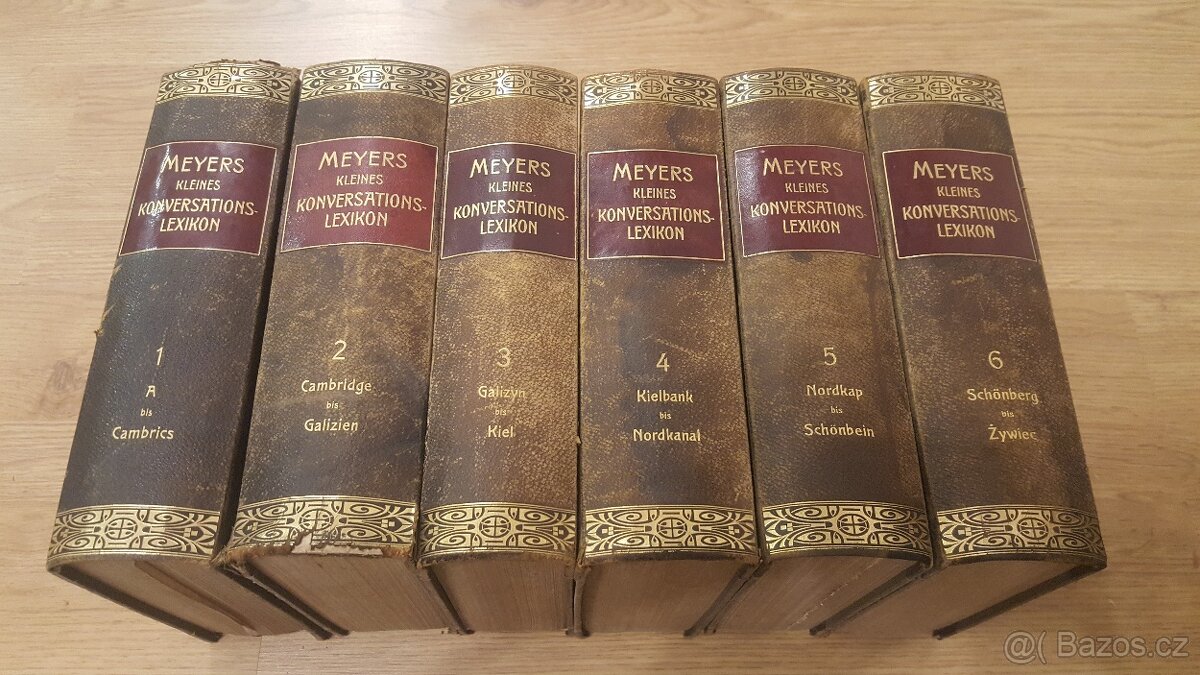 MEYERS
KLEINES
KONVERSATIONS-
LEXIKON
1
A
bis
Cambrics
MEYERS
KLEINES
KONVERSATIONS-
LEXIKON
2
Cambridge
bis
Galizien
MEYERS
KLEINES
KONVERSATIONS-
LEXIKON
3
Galizyn
bis
Kiel
MEYERS
KLEINES
KONVERSATIONS-
LEXIKON
4
Kielbank
bis
Nordkanal
MEYERS
KLEINES
KONVERSATIONS-
LEXIKON
5
Nordkap
bis
Schönbein
MEYERS
KLEINES
KONVERSATIONS-
LEXIKON
6
Schönberg
bis
Żywiec
Bazos.cz